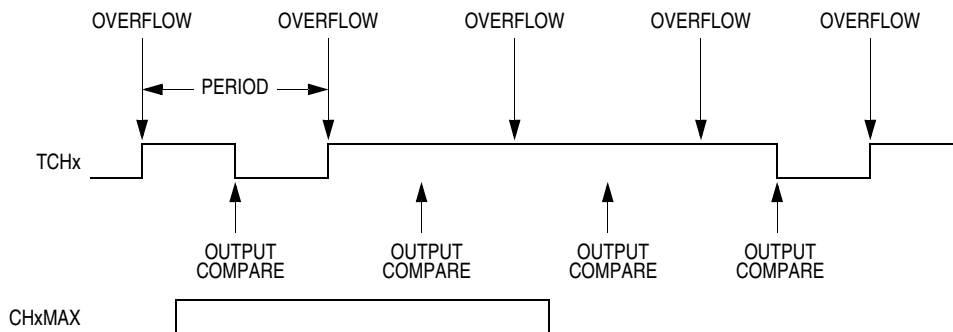 OVERFLOW OVERFLOW OVERFLOW OVERFLOW OVERFLOW
PERIOD
TCHx
OUTPUT COMPARE
OUTPUT COMPARE
OUTPUT COMPARE
OUTPUT COMPARE
CHxMAX